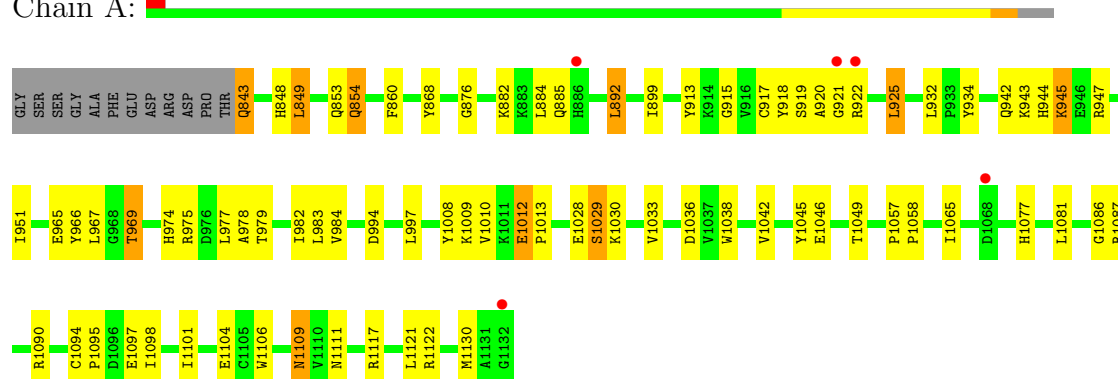 Chain A:
GLY SER SER GLY ALA PHE GLU ASP ARG ASP PRO THR Q843 H848 L849 Q853 Q854 F860 Y868 G876 K882 K883 L884 Q885 H886 L892 I899 Y913 K914 G915 V916 C917 Y918 S919 A920 G921 R922 L925 L932 P933 Y934 Q942 K943 H944 K945 E946 R947
I951 E965 Y966 L967 G968 T969 H974 R975 D976 L977 A978 T979 I982 L983 V984 D994 L997 Y1008 K1009 V1010 K1011 E1012 P1013 E1028 S1029 K1030 V1033 D1036 V1037 W1038 V1042 Y1045 E1046 T1049 P1057 P1058 I1065 D1068 H1077 L1081 G1086
R1090 C1094 P1095 D1096 E1097 I1098 I1101 E1104 C1105 W1106 N1109 V1110 N1111 R1117 L1121 R1122 M1130 A1131 G1132